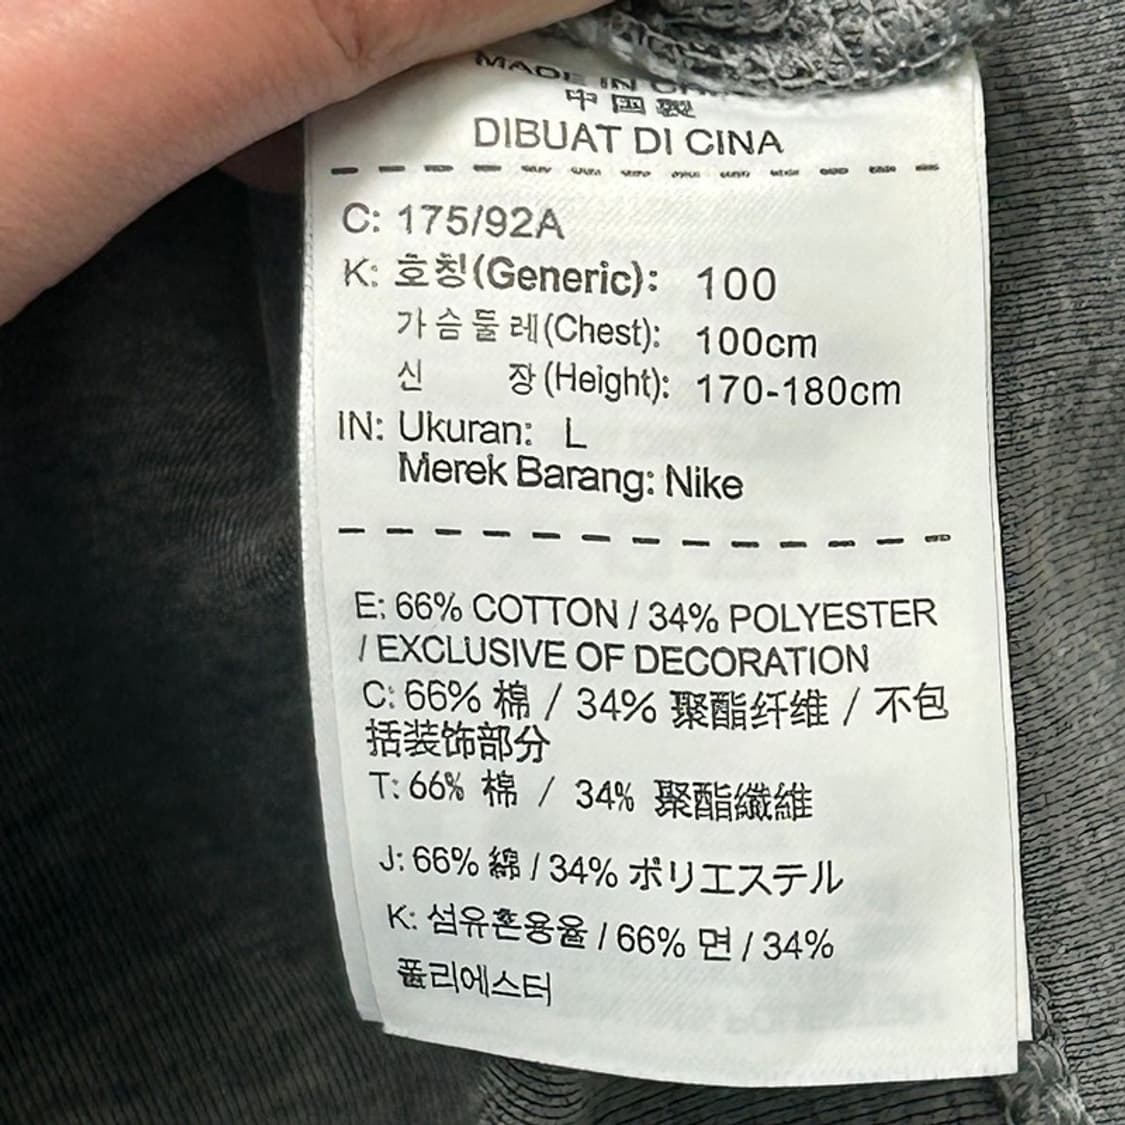 MADE IN
中国製
DIBUAT DI CINA
C: 175/92A
K: 호칭(Generic): 100
가슴둘레(Chest): 100cm
신 장(Height): 170-180cm
IN: Ukuran: L
Merek Barang: Nike
E: 66% COTTON / 34% POLYESTER
/ EXCLUSIVE OF DECORATION
C: 66% 棉 / 34% 聚酯纤维 / 不包
括装饰部分
T: 66% 棉 / 34% 聚酯纖維
J: 66% 綿 / 34% ポリエステル
K: 섬유혼용율 / 66% 면 / 34%
폴리에스터